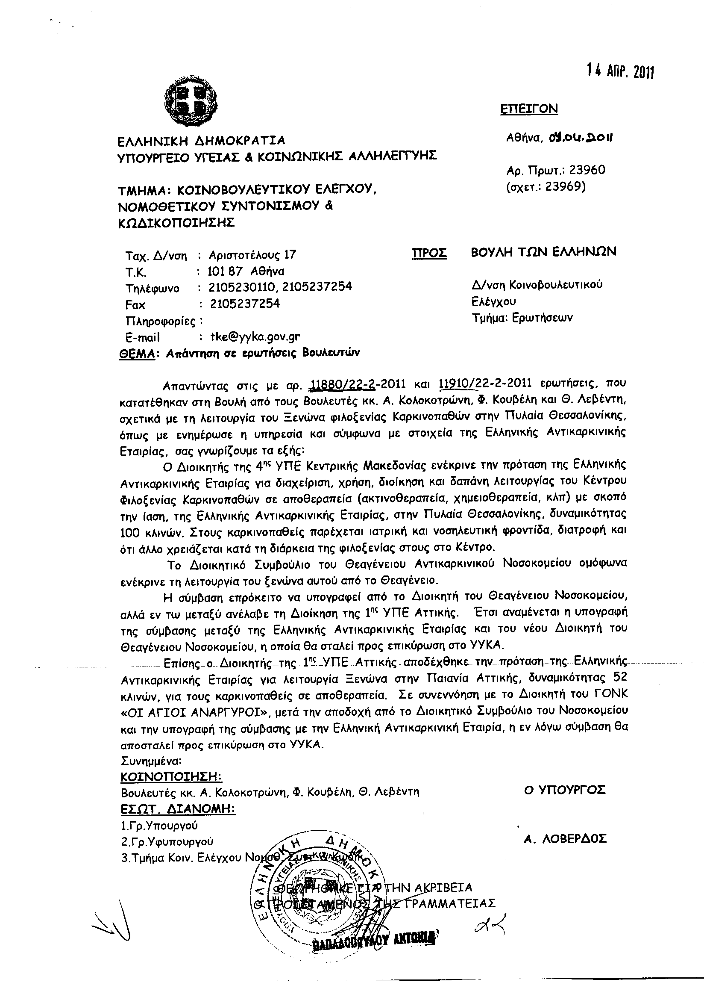 14 ΑΠΡ. 2011
ΕΠΕΙΓΟΝ
ΕΛΛΗΝΙΚΗ ΔΗΜΟΚΡΑΤΙΑ
ΥΠΟΥΡΓΕΙΟ ΥΓΕΙΑΣ & ΚΟΙΝΩΝΙΚΗΣ ΑΛΛΗΛΕΓΓΥΗΣ
Αθήνα, .04.2011
Αρ. Πρωτ.: 23960
(σχετ.: 23969)
ΤΜΗΜΑ: ΚΟΙΝΟΒΟΥΛΕΥΤΙΚΟΥ ΕΛΕΓΧΟΥ,
ΝΟΜΟΘΕΤΙΚΟΥ ΣΥΝΤΟΝΙΣΜΟΥ &
ΚΩΔΙΚΟΠΟΙΗΣΗΣ
Ταχ. Δ/νση : Αριστοτέλους 17
Τ.Κ. : 101 87 Αθήνα
Τηλέφωνο : 2105230110, 2105237254
Fax : 2105237254
Πληροφορίες :
E-mail : tke@yyka.gov.gr
ΠΡΟΣ ΒΟΥΛΗ ΤΩΝ ΕΛΛΗΝΩΝ
Δ/νση Κοινοβουλευτικού
Ελέγχου
Τμήμα: Ερωτήσεων
ΘΕΜΑ: Απάντηση σε ερωτήσεις Βουλευτών
Απαντώντας στις με αρ. 11880/22-2-2011 και 11910/22-2-2011 ερωτήσεις, που
κατατέθηκαν στη Βουλή από τους Βουλευτές κκ. Α. Κολοκοτρώνη, Φ. Κουβέλη και Θ. Λεβέντη,
σχετικά με τη λειτουργία του Ξενώνα φιλοξενίας Καρκινοπαθών στην Πυλαία Θεσσαλονίκης,
όπως με ενημέρωσε η υπηρεσία και σύμφωνα με στοιχεία της Ελληνικής Αντικαρκινικής
Εταιρίας, σας γνωρίζουμε τα εξής:
Ο Διοικητής της 4ης ΥΠΕ Κεντρικής Μακεδονίας ενέκρινε την πρόταση της Ελληνικής
Αντικαρκινικής Εταιρίας για διαχείριση, χρήση, διοίκηση και δαπάνη λειτουργίας του Κέντρου
Φιλοξενίας Καρκινοπαθών σε αποθεραπεία (ακτινοθεραπεία, χημειοθεραπεία, κλπ) με σκοπό
την ίαση, της Ελληνικής Αντικαρκινικής Εταιρίας, στην Πυλαία Θεσσαλονίκης, δυναμικότητας
100 κλινών. Στους καρκινοπαθείς παρέχεται ιατρική και νοσηλευτική φροντίδα, διατροφή και
ότι άλλο χρειάζεται κατά τη διάρκεια της φιλοξενίας στους στο Κέντρο.
Το Διοικητικό Συμβούλιο του Θεαγένειου Αντικαρκινικού Νοσοκομείου ομόφωνα
ενέκρινε τη λειτουργία του ξενώνα αυτού από το Θεαγένειο.
Η σύμβαση επρόκειτο να υπογραφεί από το Διοικητή του Θεαγένειου Νοσοκομείου,
αλλά εν τω μεταξύ ανέλαβε τη Διοίκηση της 1ης ΥΠΕ Αττικής. Έτσι αναμένεται η υπογραφή
της σύμβασης μεταξύ της Ελληνικής Αντικαρκινικής Εταιρίας και του νέου Διοικητή του
Θεαγένειου Νοσοκομείου, η οποία θα σταλεί προς επικύρωση στο ΥΥΚΑ.
Επίσης ο Διοικητής της 1ης ΥΠΕ Αττικής αποδέχθηκε την πρόταση της Ελληνικής
Αντικαρκινικής Εταιρίας για λειτουργία Ξενώνα στην Παιανία Αττικής, δυναμικότητας 52
κλινών, για τους καρκινοπαθείς σε αποθεραπεία. Σε συνεννόηση με το Διοικητή του ΓΟΝΚ
«ΟΙ ΑΓΙΟΙ ΑΝΑΡΓΥΡΟΙ», μετά την αποδοχή από το Διοικητικό Συμβούλιο του Νοσοκομείου
και την υπογραφή της σύμβασης με την Ελληνική Αντικαρκινική Εταιρία, η εν λόγω σύμβαση θα
αποσταλεί προς επικύρωση στο ΥΥΚΑ.
Συνημμένα:
ΚΟΙΝΟΠΟΙΗΣΗ:
Βουλευτές κκ. Α. Κολοκοτρώνη, Φ. Κουβέλη, Θ. Λεβέντη
ΕΣΩΤ. ΔΙΑΝΟΜΗ:
1.Γρ.Υπουργού
2.Γρ.Υφυπουργού
3.Τμήμα Κοιν. Ελέγχου Νομοθ. Συντ. & Κωδικ.
Ο ΥΠΟΥΡΓΟΣ
Α. ΛΟΒΕΡΔΟΣ
ΕΛΛΗΝΙΚΗ ΔΗΜΟΚΡΑΤΙΑ
ΥΠΟΥΡΓΕΙΟ ΥΓΕΙΑΣ ΚΟΙΝΩΝΙΚΗΣ
ΘΕΩΡΗΘΗΚΕ ΓΙΑ ΤΗΝ ΑΚΡΙΒΕΙΑ
Ο ΠΡΟΙΣΤΑΜΕΝΟΣ ΤΗΣ ΓΡΑΜΜΑΤΕΙΑΣ
ΠΑΠΑΔΟΠΟΥΛΟΥ ΑΝΤΩΝΙΑ